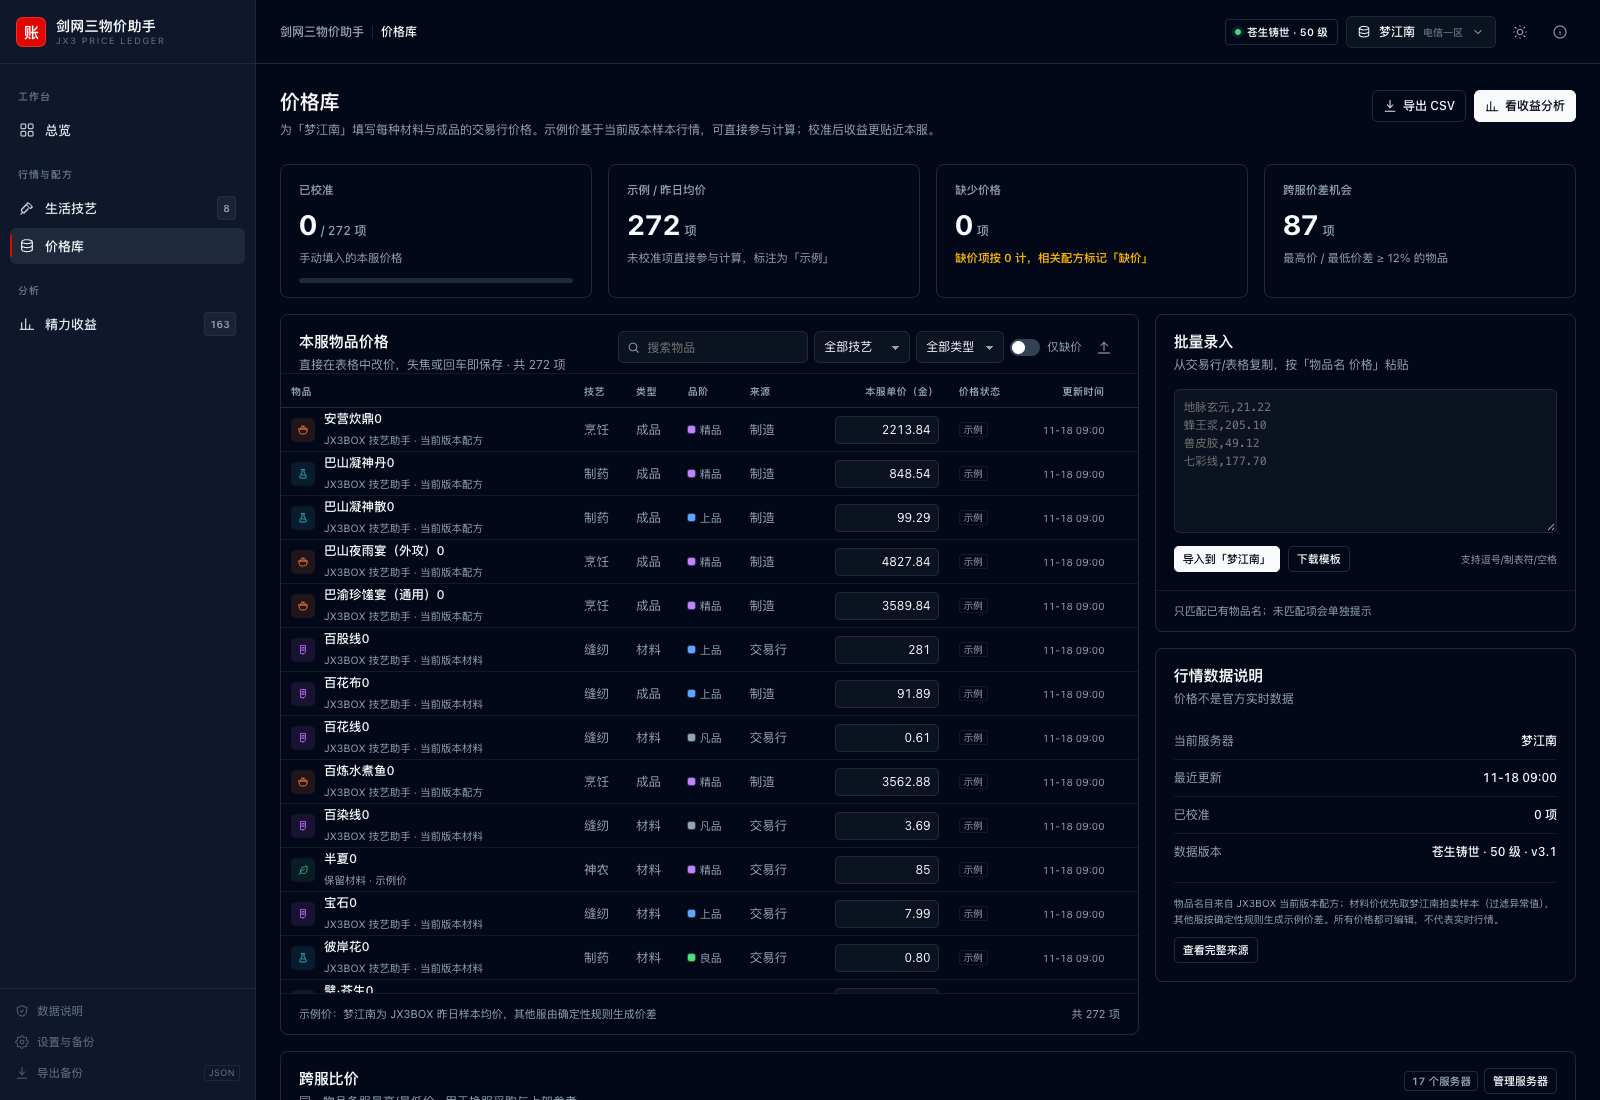 账
剑网三物价助手
JX3 PRICE LEDGER
工作台
总览
行情与配方
生活技艺 8
价格库
分析
精力收益 163
数据说明
设置与备份
导出备份 JSON
剑网三物价助手 价格库
苍生铸世 · 50 级
梦江南 电信一区
价格库
为「梦江南」填写每种材料与成品的交易行价格。示例价基于当前版本样本行情，可直接参与计算；校准后收益更贴近本服。
导出 CSV
看收益分析
已校准
0 / 272 项
手动填入的本服价格
示例 / 昨日均价
272 项
未校准项直接参与计算，标注为「示例」
缺少价格
0 项
缺价项按 0 计，相关配方标记「缺价」
跨服价差机会
87 项
最高价 / 最低价差 ≥ 12% 的物品
本服物品价格
直接在表格中改价，失焦或回车即保存 · 共 272 项
搜索物品
全部技艺
全部类型
仅缺价
物品 技艺 类型 品阶 来源 本服单价（金） 价格状态 更新时间
安营炊鼎0
JX3BOX 技艺助手 · 当前版本配方
烹饪 成品 精品 制造 2213.84 示例 11-18 09:00
巴山凝神丹0
JX3BOX 技艺助手 · 当前版本配方
制药 成品 精品 制造 848.54 示例 11-18 09:00
巴山凝神散0
JX3BOX 技艺助手 · 当前版本配方
制药 成品 上品 制造 99.29 示例 11-18 09:00
巴山夜雨宴（外攻）0
JX3BOX 技艺助手 · 当前版本配方
烹饪 成品 精品 制造 4827.84 示例 11-18 09:00
巴渝珍馐宴（通用）0
JX3BOX 技艺助手 · 当前版本配方
烹饪 成品 精品 制造 3589.84 示例 11-18 09:00
百股线0
JX3BOX 技艺助手 · 当前版本材料
缝纫 材料 上品 交易行 281 示例 11-18 09:00
百花布0
JX3BOX 技艺助手 · 当前版本材料
缝纫 成品 上品 制造 91.89 示例 11-18 09:00
百花线0
JX3BOX 技艺助手 · 当前版本材料
缝纫 材料 凡品 交易行 0.61 示例 11-18 09:00
百炼水煮鱼0
JX3BOX 技艺助手 · 当前版本配方
烹饪 成品 精品 制造 3562.88 示例 11-18 09:00
百染线0
JX3BOX 技艺助手 · 当前版本材料
缝纫 材料 凡品 交易行 3.69 示例 11-18 09:00
半夏0
保留材料 · 示例价
神农 材料 精品 交易行 85 示例 11-18 09:00
宝石0
JX3BOX 技艺助手 · 当前版本材料
缝纫 材料 上品 交易行 7.99 示例 11-18 09:00
彼岸花0
JX3BOX 技艺助手 · 当前版本材料
制药 材料 良品 交易行 0.80 示例 11-18 09:00
示例价：梦江南为 JX3BOX 昨日样本均价，其他服由确定性规则生成价差
共 272 项
批量录入
从交易行/表格复制，按「物品名 价格」粘贴
地脉玄元,21.22
蜂王浆,205.10
兽皮胶,49.12
七彩线,177.70
导入到「梦江南」
下载模板
支持逗号/制表符/空格
只匹配已有物品名；未匹配项会单独提示
行情数据说明
价格不是官方实时数据
当前服务器 梦江南
最近更新 11-18 09:00
已校准 0 项
数据版本 苍生铸世 · 50 级 · v3.1
物品名目来自 JX3BOX 当前版本配方；材料价优先取梦江南拍卖样本（过滤异常值），
其他服按确定性规则生成示例价差。所有价格都可编辑，不代表实时行情。
查看完整来源
跨服比价
17 个服务器
管理服务器